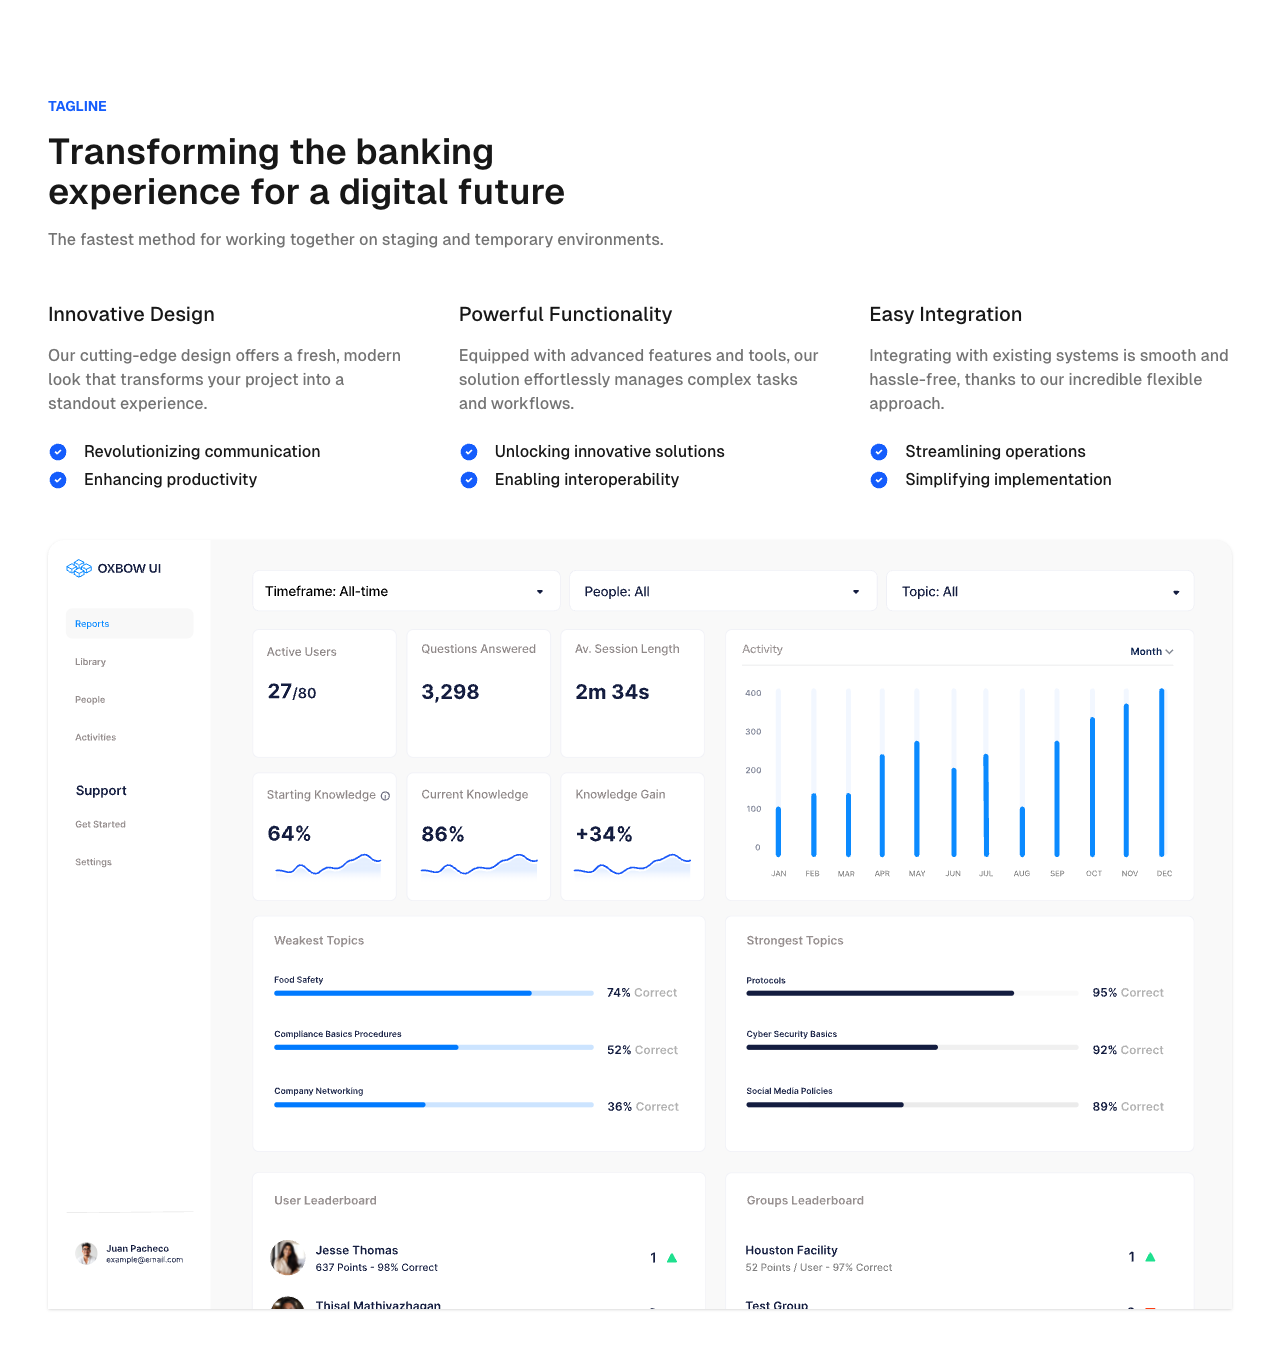 TAGLINE
Transforming the banking
experience for a digital future
The fastest method for working together on staging and temporary environments.
Innovative Design
Our cutting-edge design offers a fresh, modern
look that transforms your project into a
standout experience.
Revolutionizing communication
Enhancing productivity
Powerful Functionality
Equipped with advanced features and tools, our
solution effortlessly manages complex tasks
and workflows.
Unlocking innovative solutions
Enabling interoperability
Easy Integration
Integrating with existing systems is smooth and
hassle-free, thanks to our incredible flexible
approach.
Streamlining operations
Simplifying implementation
OXBOW UI
Reports
Library
People
Activities
Support
Get Started
Settings
Juan Pacheco
example@email.com
Timeframe: All-time
People: All
Topic: All
Active Users
27/80
Questions Answered
3,298
Av. Session Length
2m 34s
Starting Knowledge
64%
Current Knowledge
86%
Knowledge Gain
+34%
Activity
Month
400
300
200
100
0
JAN FEB MAR APR MAY JUN JUL AUG SEP OCT NOV DEC
Weakest Topics
Food Safety
74% Correct
Compliance Basics Procedures
52% Correct
Company Networking
36% Correct
Strongest Topics
Protocols
95% Correct
Cyber Security Basics
92% Correct
Social Media Policies
89% Correct
User Leaderboard
Jesse Thomas
637 Points - 98% Correct
1
Thisal Mathiyazhagan
Groups Leaderboard
Houston Facility
52 Points / User - 97% Correct
1
Test Group